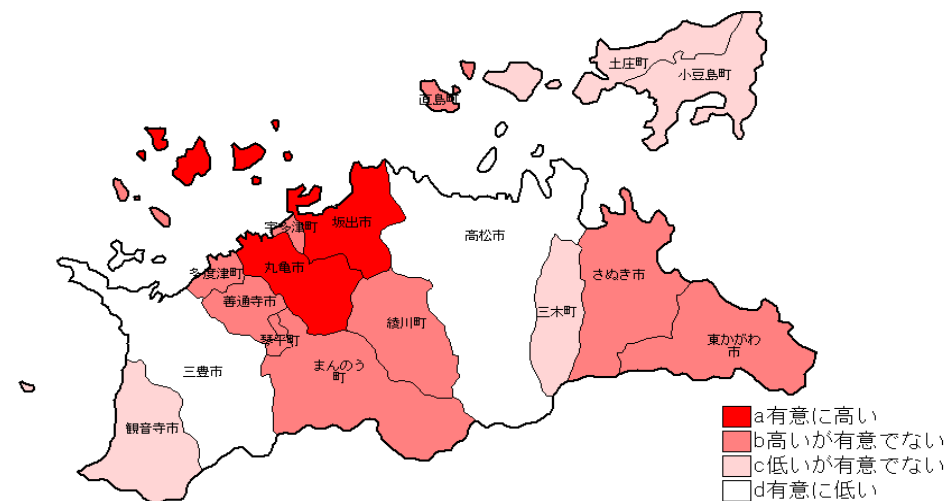 土庄町
小豆島町
直島町
宇多津町
坂出市
高松市
丸亀市
多度津町
さぬき市
善通寺市
三木町
綾川町
琴平町
東かがわ
市
まんのう
町
三豊市
観音寺市
a有意に高い
b高いが有意でない
c低いが有意でない
d有意に低い